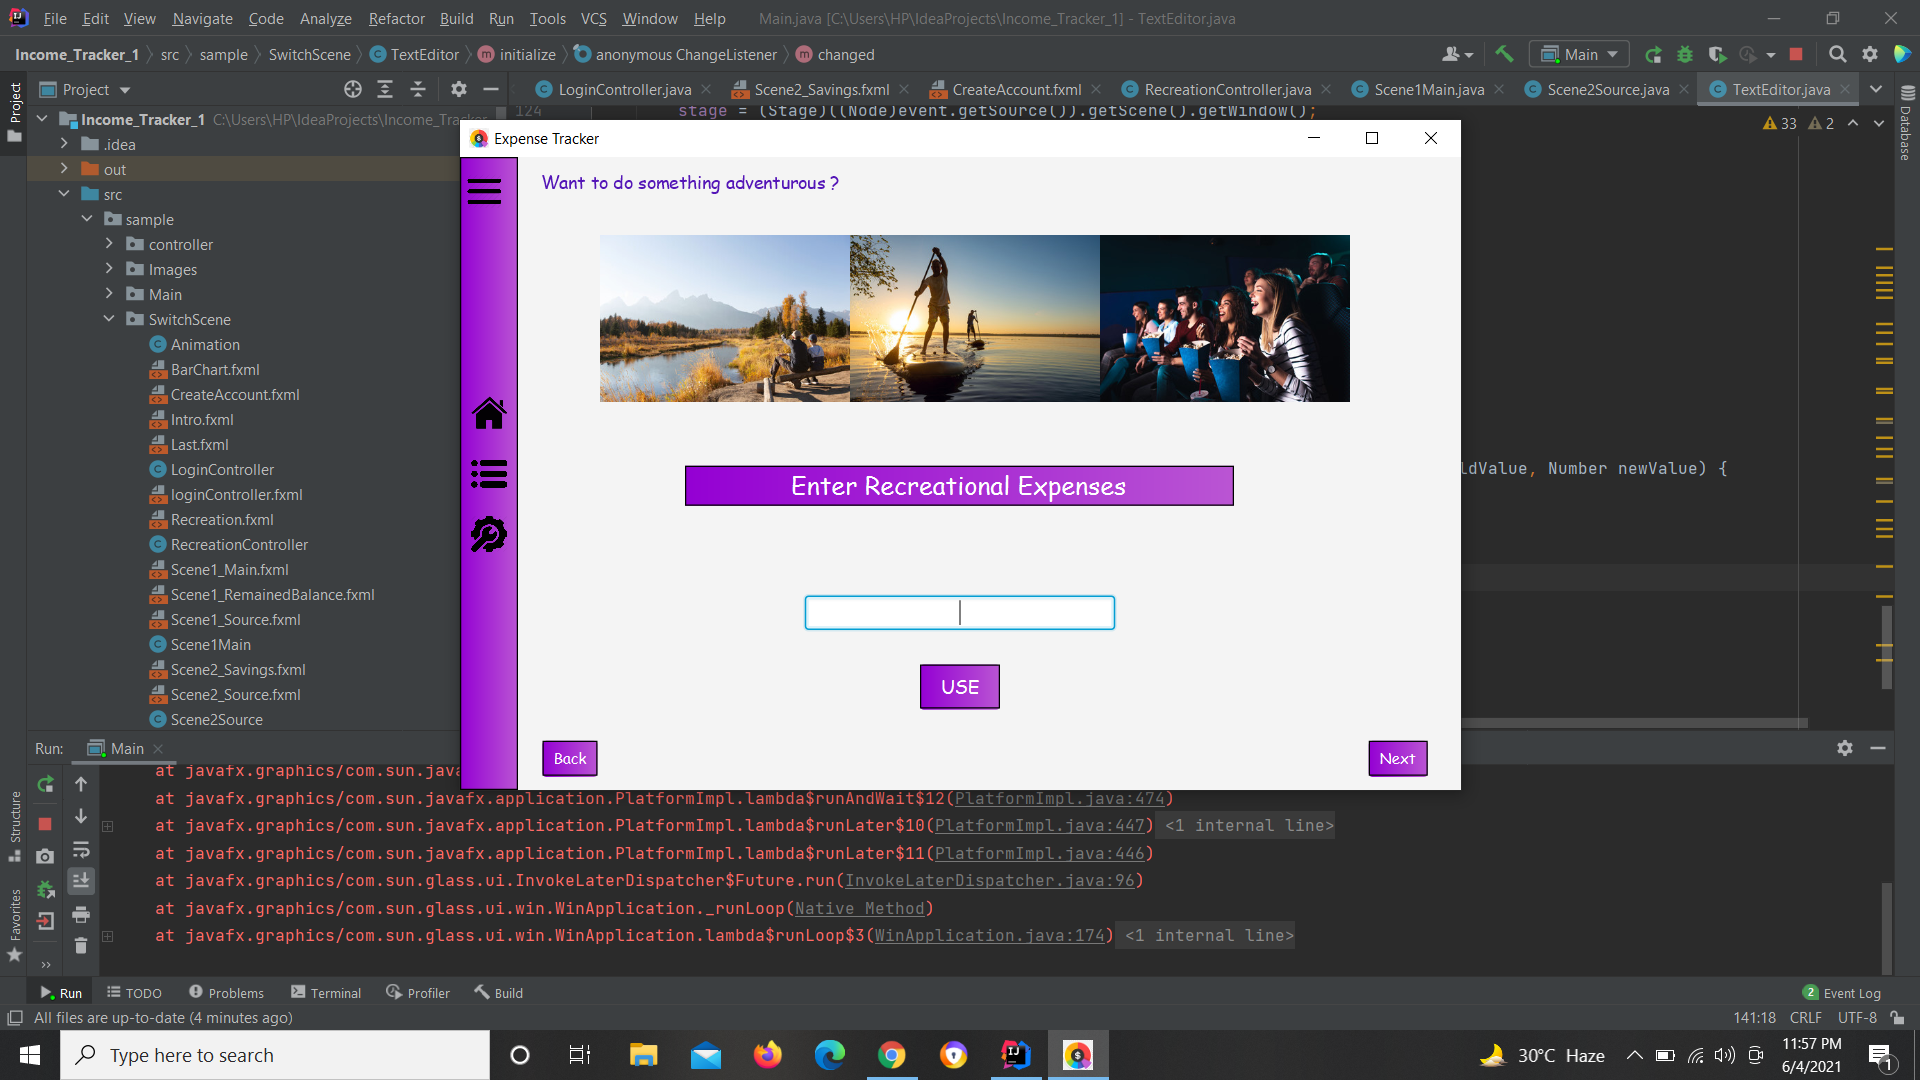 File Edit View Navigate Code Analyze Refactor Build Run Tools VCS Window Help Main.java [C:\Users\HP\IdeaProjects\Income_Tracker_1] - TextEditor.java
Income_Tracker_1 src sample SwitchScene TextEditor initialize anonymous ChangeListener changed Main
Project
Project LoginController.java Scene2_Savings.fxml CreateAccount.fxml RecreationController.java Scene1Main.java Scene2Source.java TextEditor.java
Database
124 stage = (Stage)((Node)event.getSource()).getScene().getWindow();
33 2
Income_Tracker_1 C:\Users\HP\IdeaProjects\Income_Tracker
.idea
out
src
sample
controller
Images
Main
SwitchScene
Animation
BarChart.fxml
CreateAccount.fxml
Intro.fxml
Last.fxml
LoginController
loginController.fxml
Recreation.fxml
RecreationController
Scene1_Main.fxml
Scene1_RemainedBalance.fxml
Scene1_Source.fxml
Scene1Main
Scene2_Savings.fxml
Scene2_Source.fxml
Scene2Source
Expense Tracker
Want to do something adventurous ?
Enter Recreational Expenses
USE
Back Next
ldValue, Number newValue) {
Run: Main
at javafx.graphics/com.sun.java
at javafx.graphics/com.sun.javafx.application.PlatformImpl.lambda$runAndWait$12(PlatformImpl.java:474)
at javafx.graphics/com.sun.javafx.application.PlatformImpl.lambda$runLater$10(PlatformImpl.java:447) <1 internal line>
at javafx.graphics/com.sun.javafx.application.PlatformImpl.lambda$runLater$11(PlatformImpl.java:446)
at javafx.graphics/com.sun.glass.ui.InvokeLaterDispatcher$Future.run(InvokeLaterDispatcher.java:96)
at javafx.graphics/com.sun.glass.ui.win.WinApplication._runLoop(Native Method)
at javafx.graphics/com.sun.glass.ui.win.WinApplication.lambda$runLoop$3(WinApplication.java:174) <1 internal line>
Structure
Favorites
Run TODO Problems Terminal Profiler Build 2 Event Log
All files are up-to-date (4 minutes ago) 141:18 CRLF UTF-8
Type here to search 30°C Haze 11:57 PM
6/4/2021 1